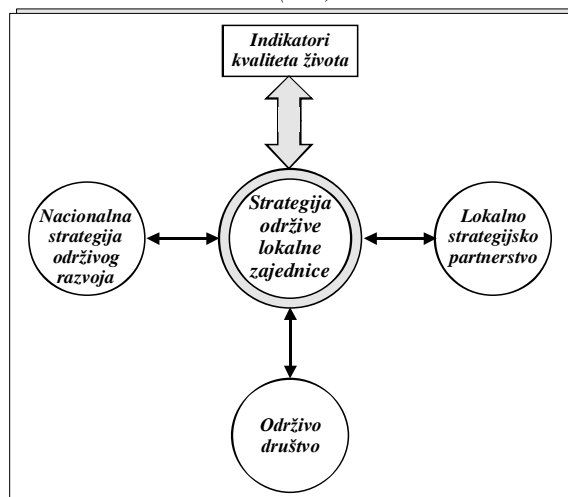 Indikatori
kvaliteta života
Strategija
održive
lokalne
zajednice
Nacionalna
strategija
održivog
razvoja
Lokalno
strategijsko
partnerstvo
Održivo
društvo